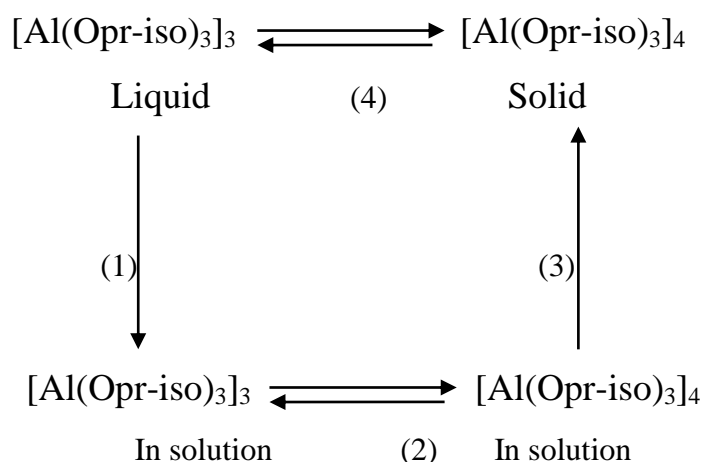 [Al(Opr-iso)₃]₃ [Al(Opr-iso)₃]₄
Liquid (4) Solid
(1) (3)
[Al(Opr-iso)₃]₃ [Al(Opr-iso)₃]₄
In solution (2) In solution